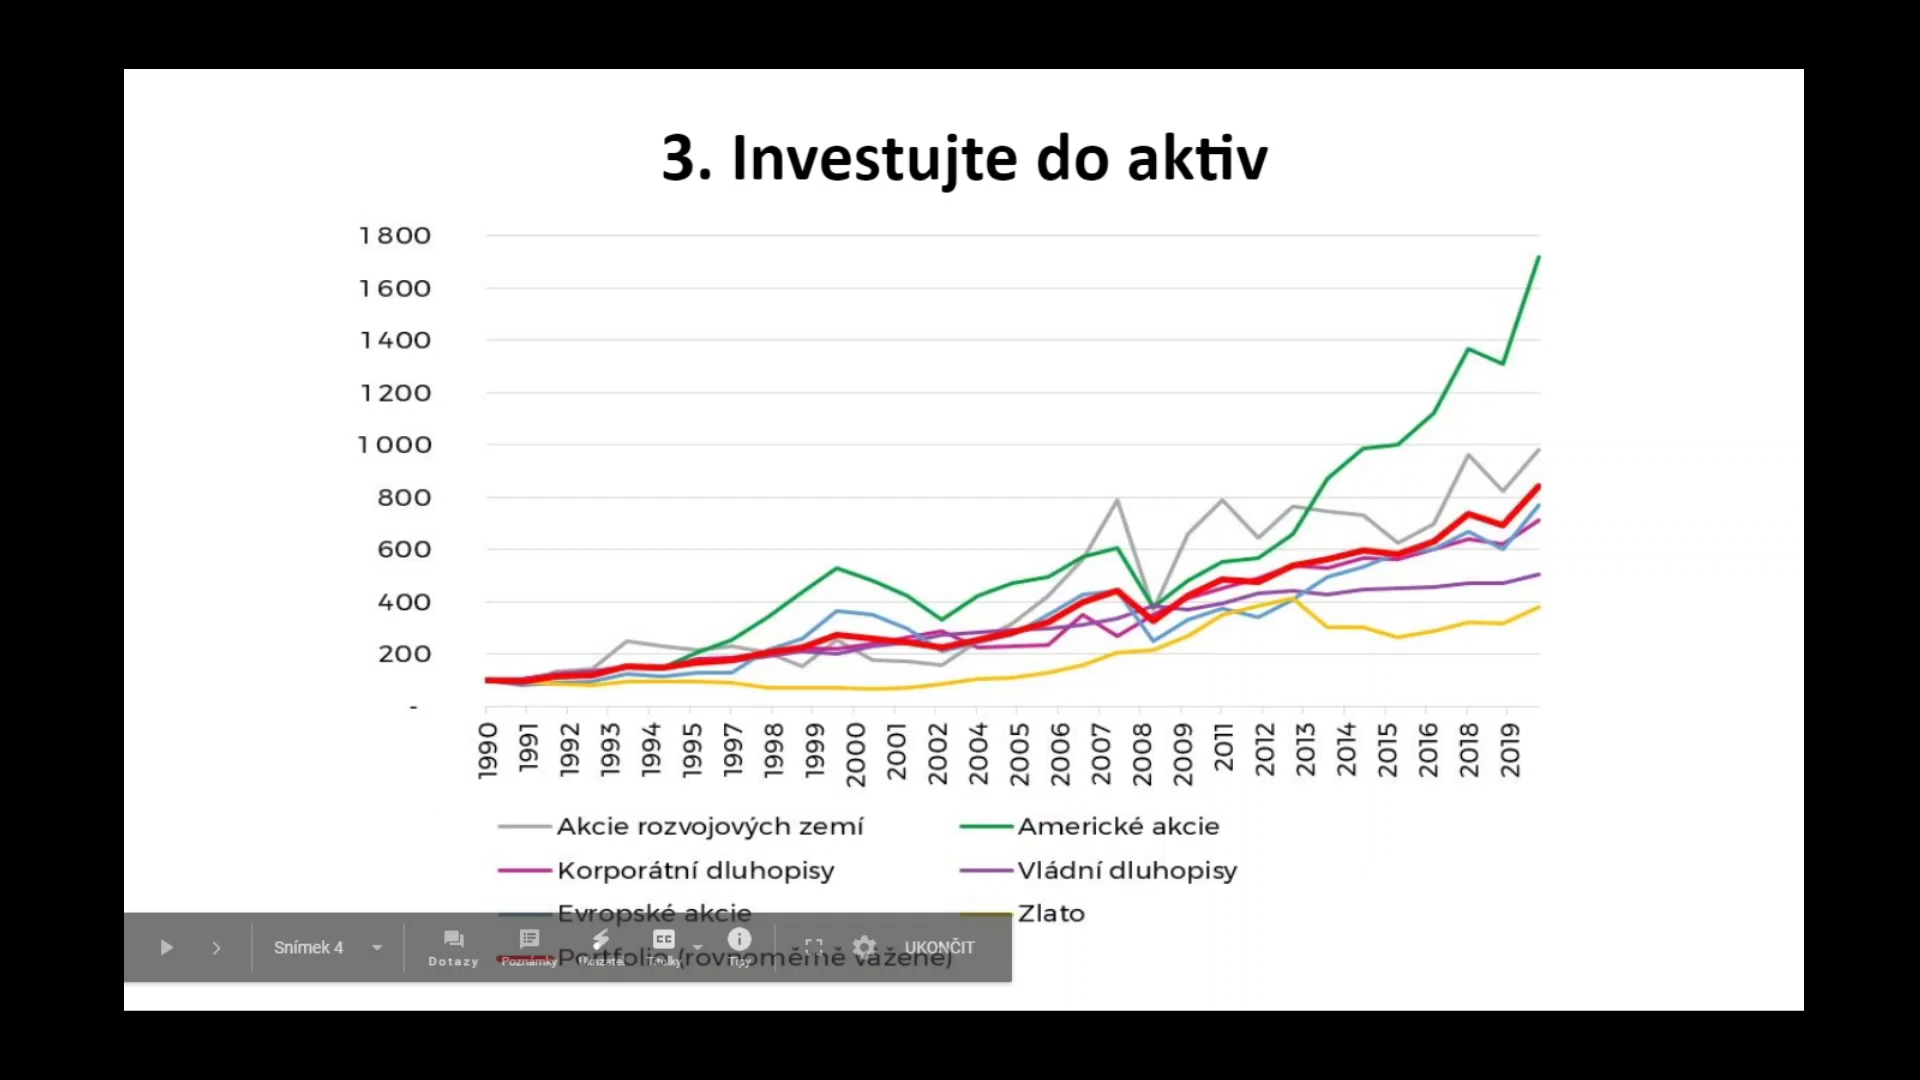 3. Investujte do aktiv
1 800
1 600
1 400
1 200
1 000
800
600
400
200
-
1990 1991 1992 1993 1994 1995 1997 1998 1999 2000 2001 2002 2004 2005 2006 2007 2008 2009 2011 2012 2013 2014 2015 2016 2018 2019
Akcie rozvojových zemí Americké akcie
Korporátní dluhopisy Vládní dluhopisy
Evropské akcie Zlato
Portfolio (rovnoměrně vážené)
Snímek 4 Dotazy Poznámky Ukazatel Titulky Tipy UKONČIT